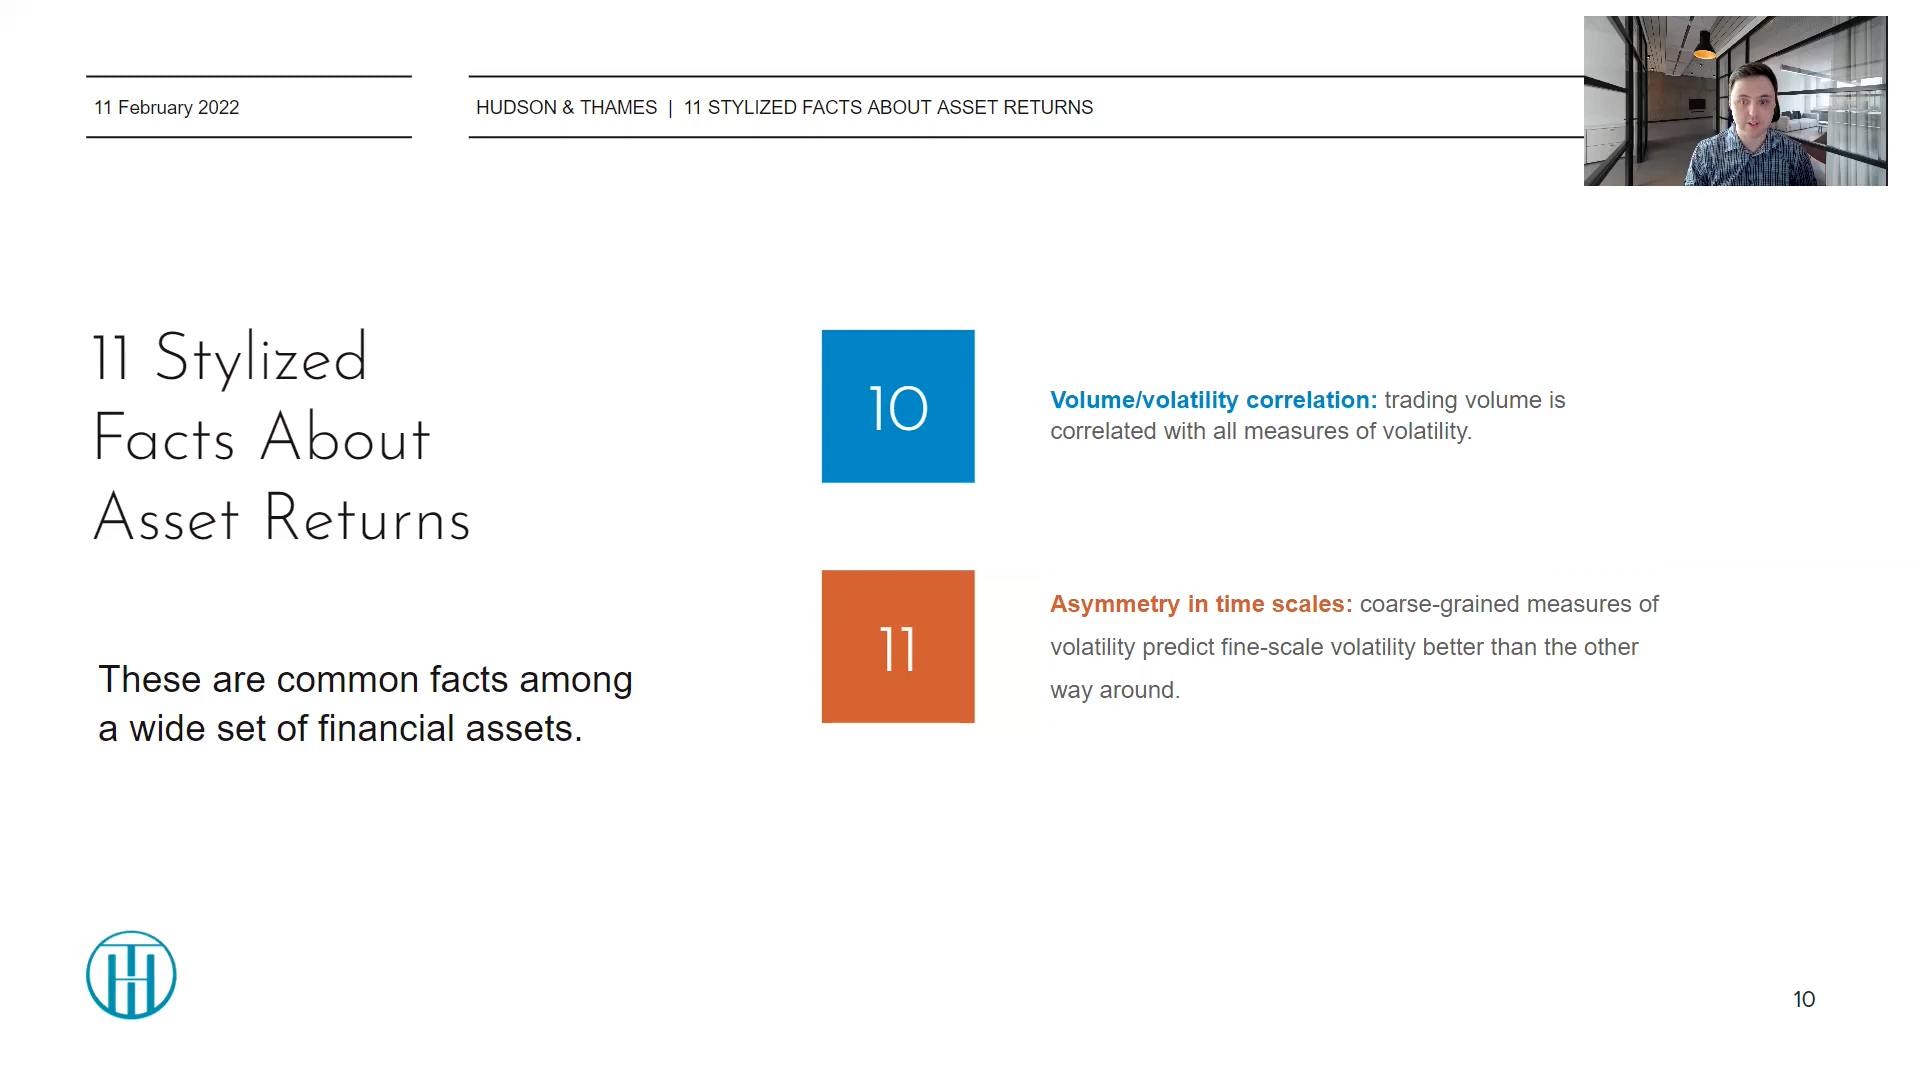 11 February 2022
HUDSON & THAMES | 11 STYLIZED FACTS ABOUT ASSET RETURNS
11 Stylized
Facts About
Asset Returns
These are common facts among
a wide set of financial assets.
10
Volume/volatility correlation: trading volume is
correlated with all measures of volatility.
11
Asymmetry in time scales: coarse-grained measures of
volatility predict fine-scale volatility better than the other
way around.
10